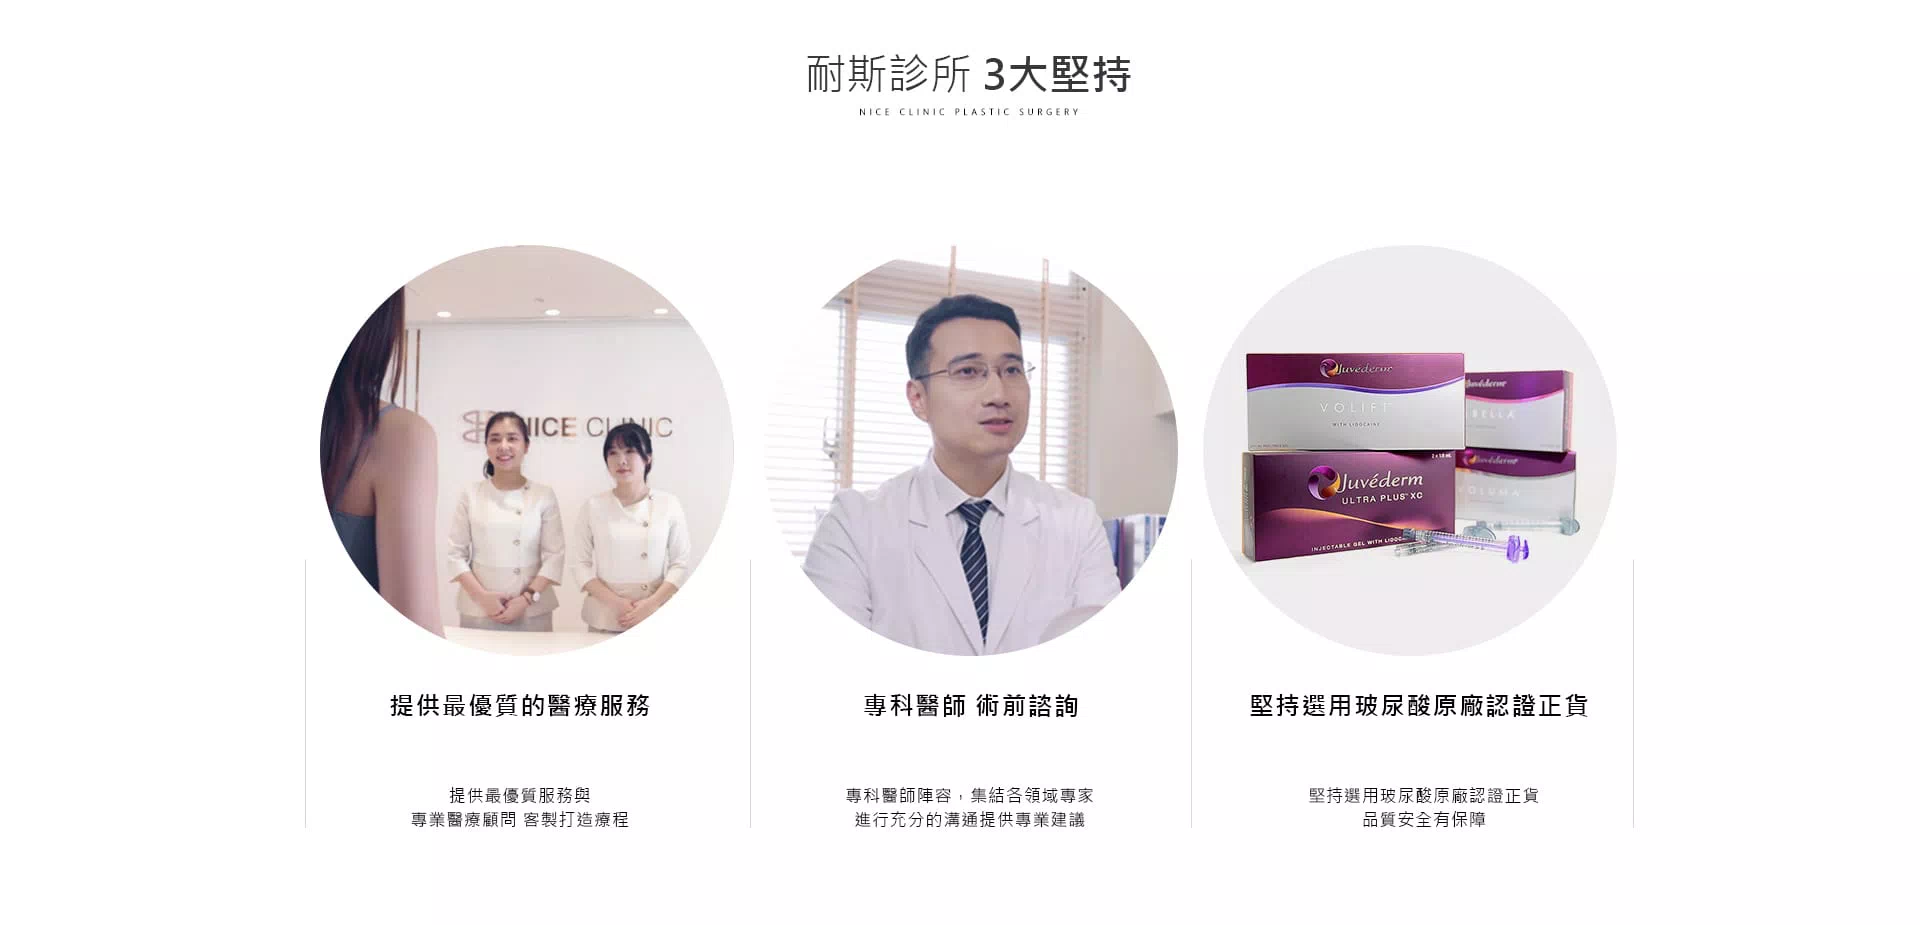 耐斯診所 3大堅持
NICE CLINIC PLASTIC SURGERY
NICE CLINIC
Juvéderm
VOLIFT
WITH LIDOCAINE
Juvéderm
BELLA
Juvéderm
ULTRA PLUS XC
INJECTABLE GEL WITH LIDOC
2 x 1.0 mL
Juvéderm
VOLUMA
提供最優質的醫療服務
提供最優質服務與
專業醫療顧問 客製打造療程
專科醫師 術前諮詢
專科醫師陣容，集結各領域專家
進行充分的溝通提供專業建議
堅持選用玻尿酸原廠認證正貨
堅持選用玻尿酸原廠認證正貨
品質安全有保障